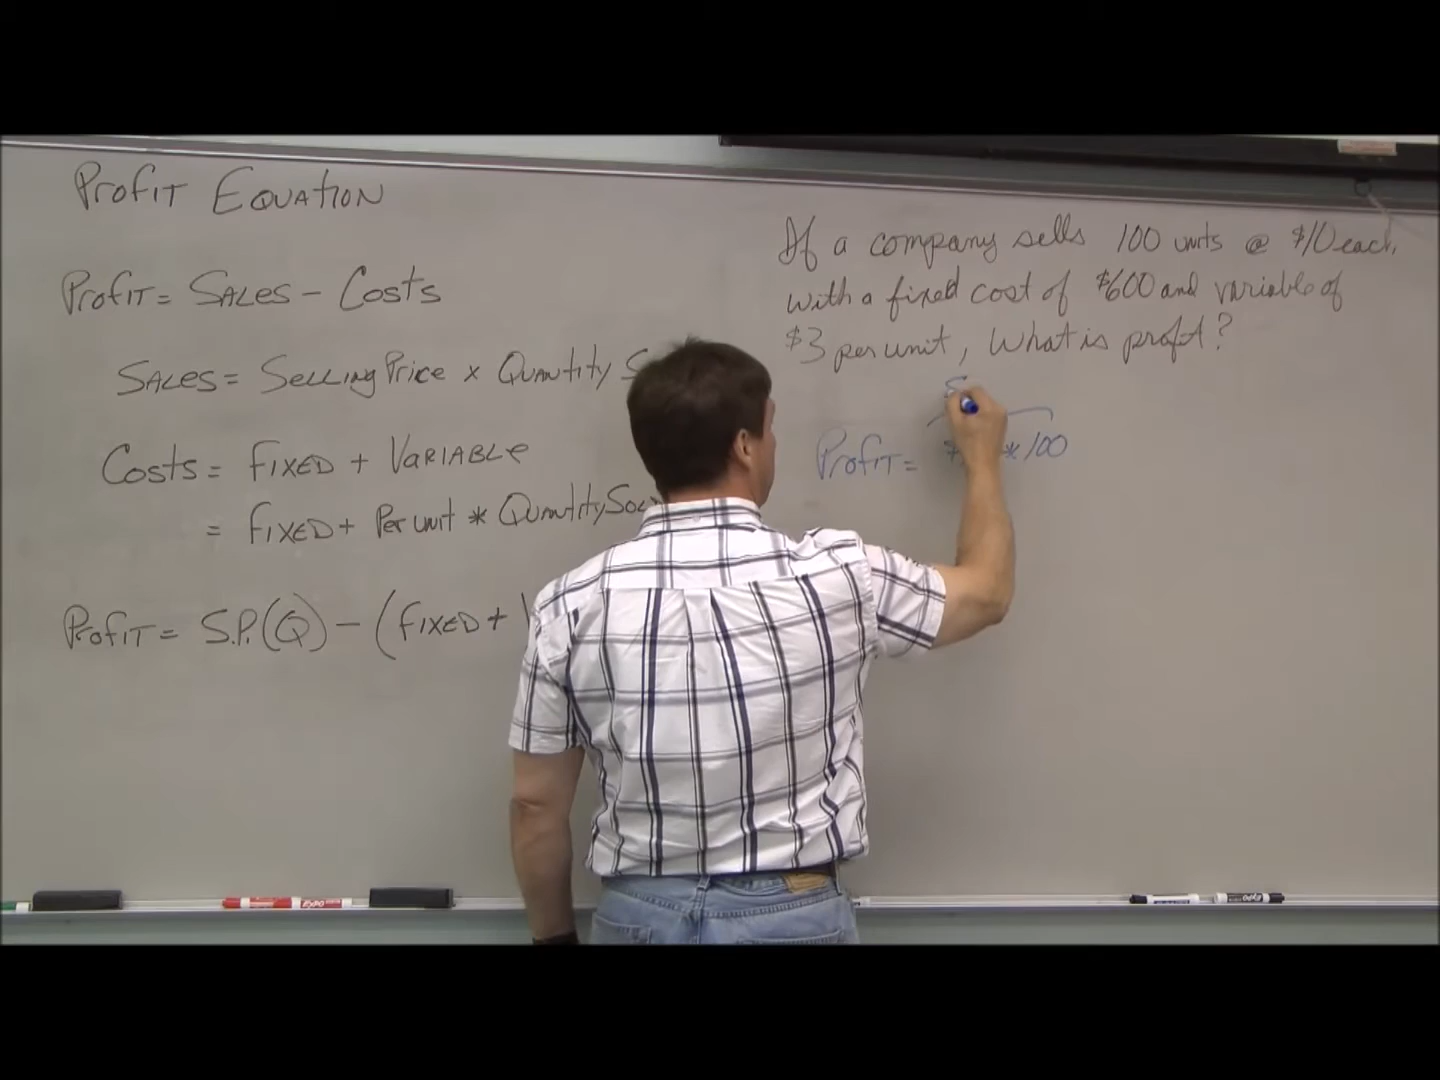 Profit Equation
Profit = Sales - Costs
Sales = Selling Price x Quantity
Costs = Fixed + Variable
= Fixed + Per unit * Quantity Sol
Profit = S.P.(Q) - (Fixed +
If a company sells 100 units @ $10 each,
with a fixed cost of $600 and variable of
$3 per unit, What is profit?
S
Profit = $ * 100
EXPO